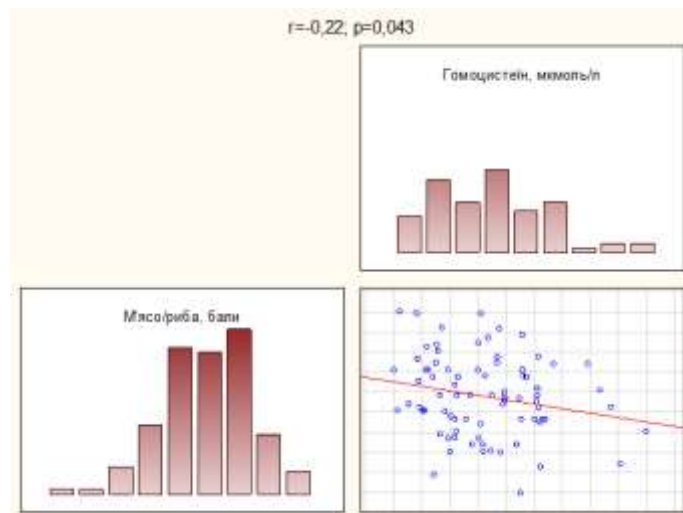 r=-0,22; p=0,043
Гомоцистеїн, мкмоль/л
М'ясо/риба, бали